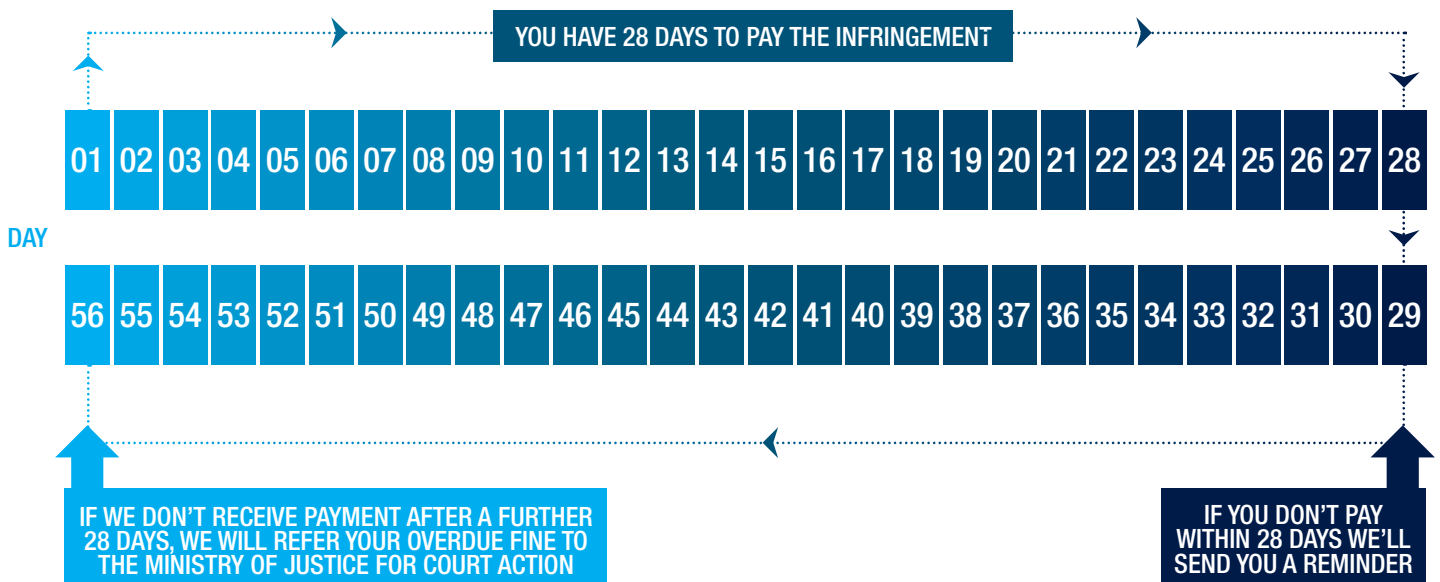 YOU HAVE 28 DAYS TO PAY THE INFRINGEMENT
01 02 03 04 05 06 07 08 09 10 11 12 13 14 15 16 17 18 19 20 21 22 23 24 25 26 27 28
DAY
56 55 54 53 52 51 50 49 48 47 46 45 44 43 42 41 40 39 38 37 36 35 34 33 32 31 30 29
IF WE DON'T RECEIVE PAYMENT AFTER A FURTHER
28 DAYS, WE WILL REFER YOUR OVERDUE FINE TO
THE MINISTRY OF JUSTICE FOR COURT ACTION
IF YOU DON'T PAY
WITHIN 28 DAYS WE'LL
SEND YOU A REMINDER